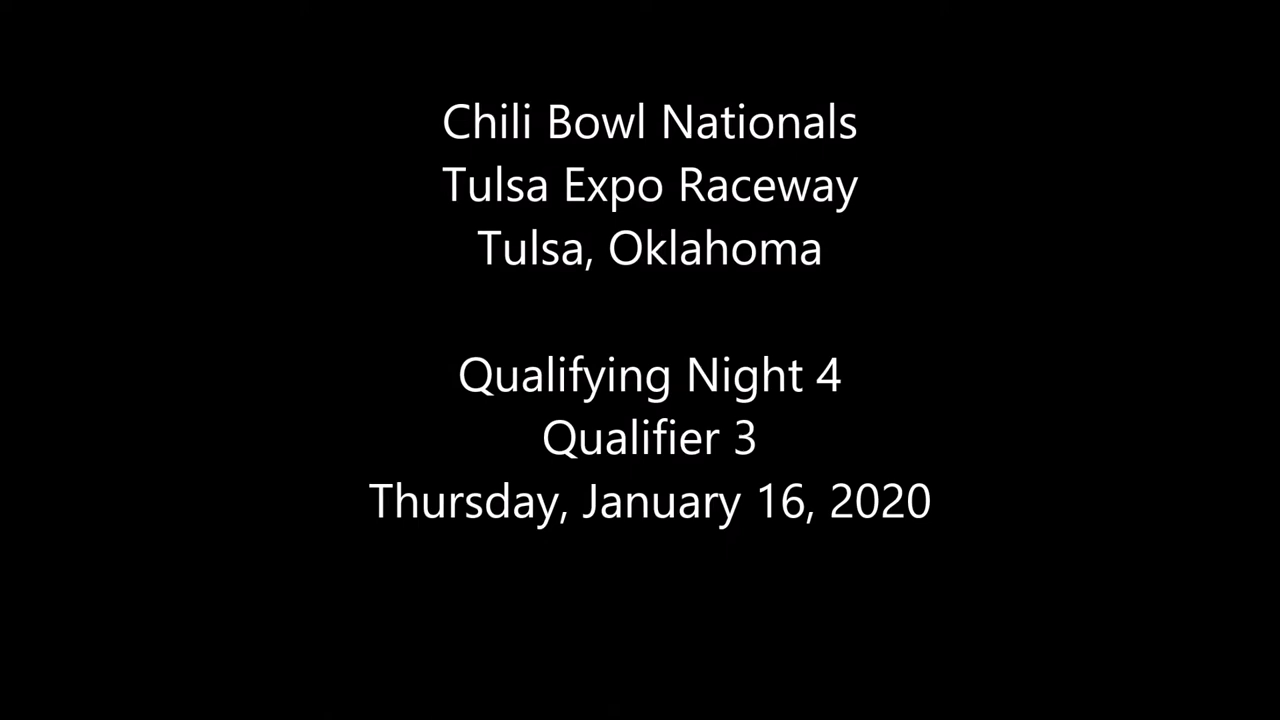 Chili Bowl Nationals
Tulsa Expo Raceway
Tulsa, Oklahoma
Qualifying Night 4
Qualifier 3
Thursday, January 16, 2020